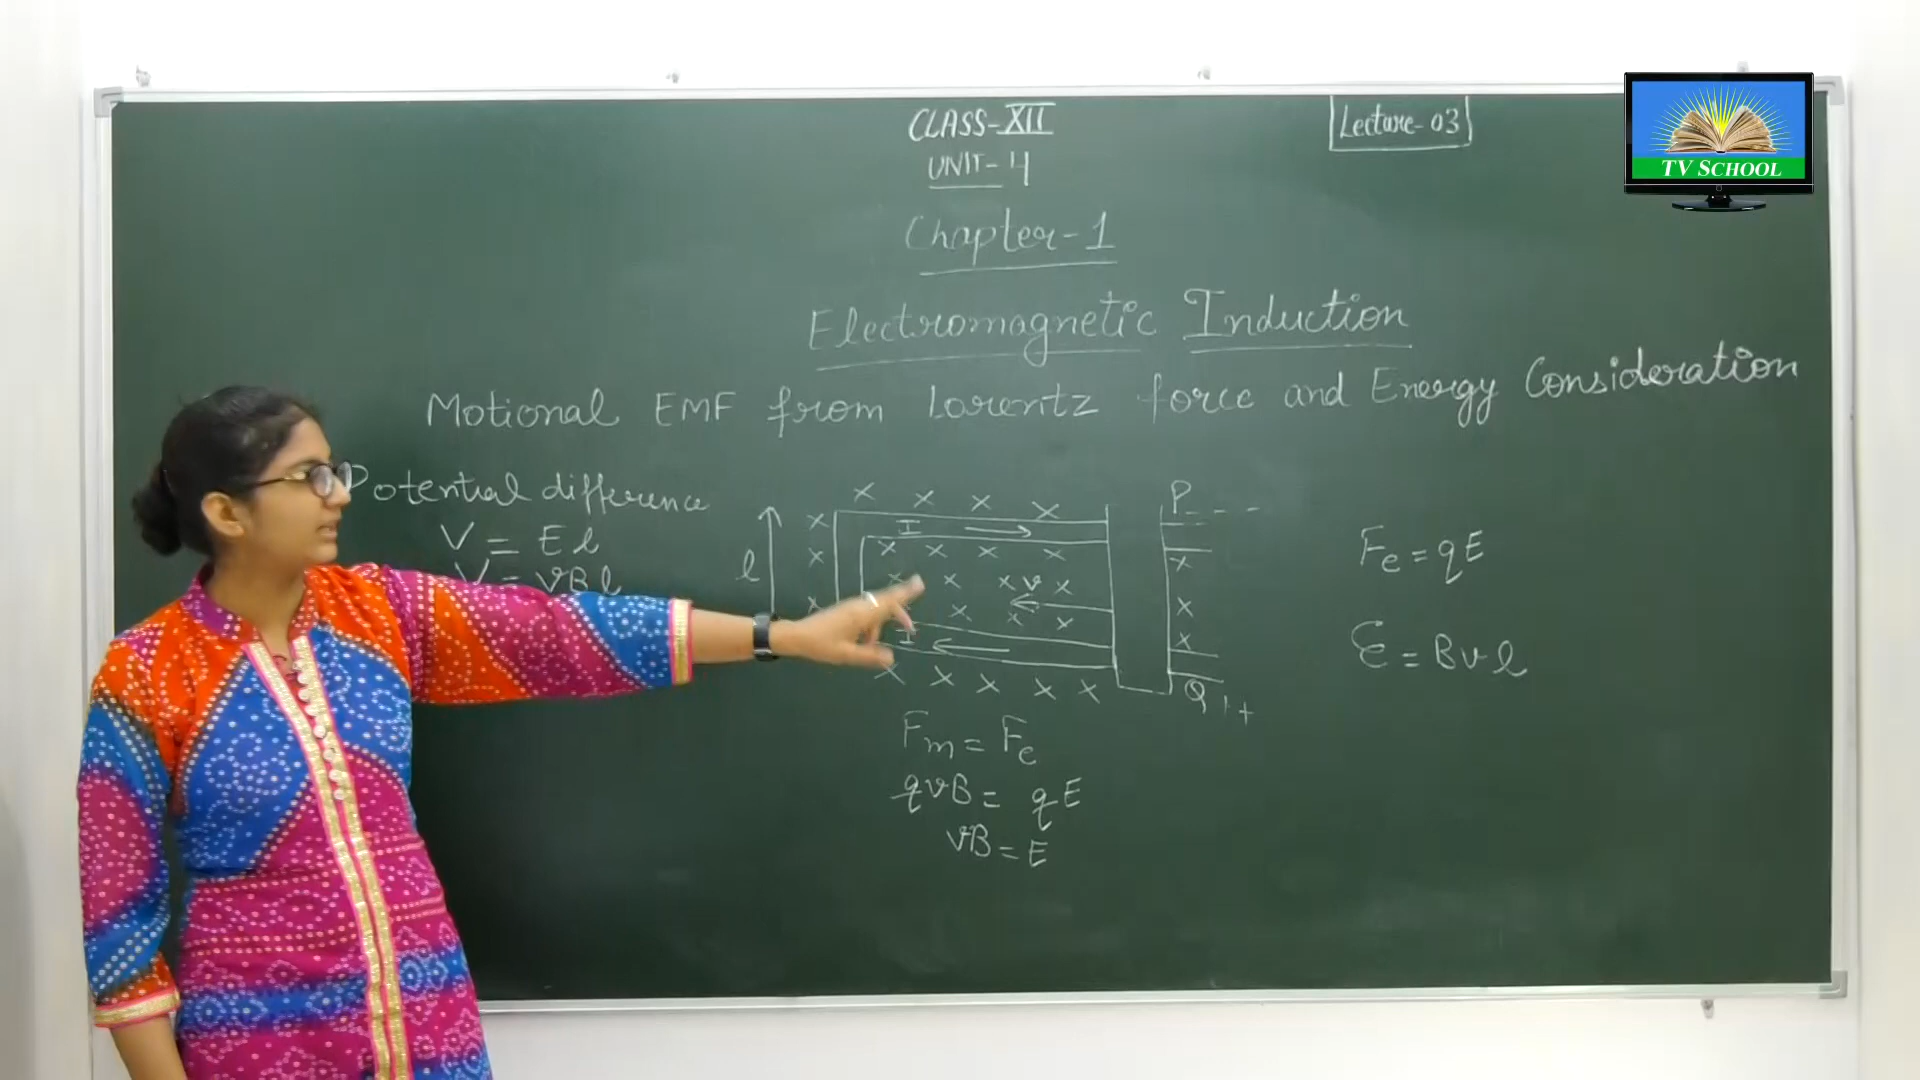 CLASS-XII
Lecture-03
TV SCHOOL
UNIT-4
Chapter-1
Electromagnetic Induction
Motional EMF from Lorentz force and Energy Consideration
Potential difference
V = El
V = vBl
l
I
v
I
P - - -
Q ++
Fe = qE
ε = Bvl
Fm = Fe
qvB = qE
vB = E